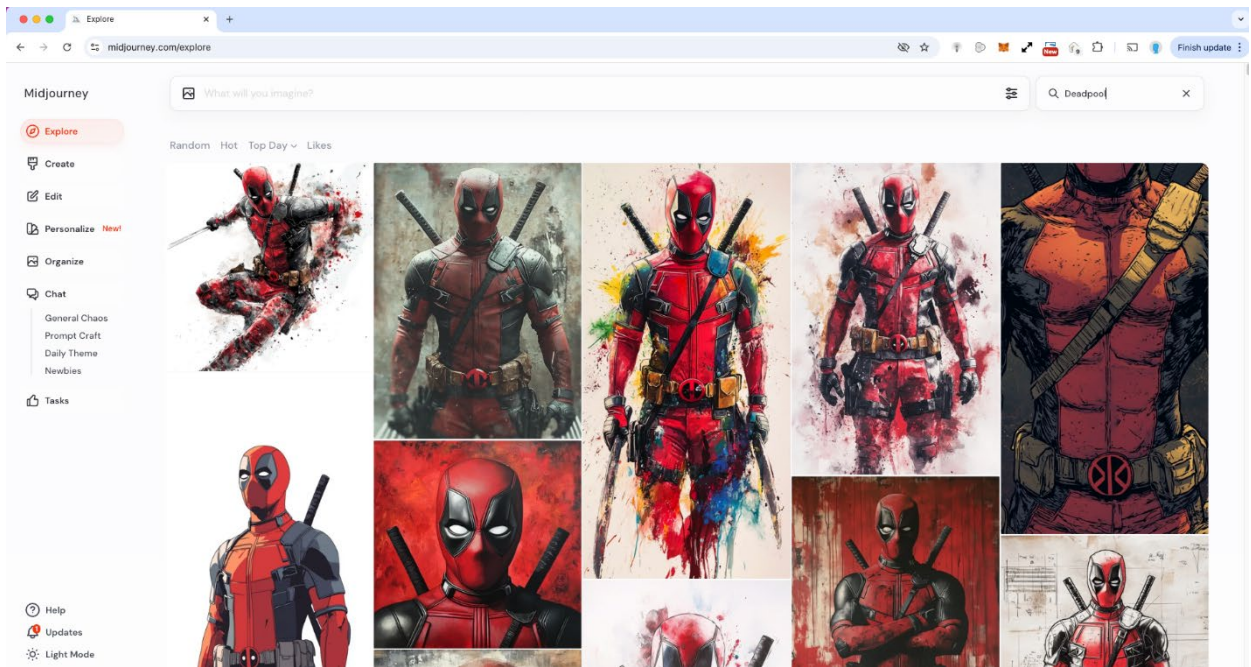 Explore
midjourney.com/explore
New
Finish update
Midjourney
What will you imagine?
Deadpool
Explore
Random Hot Top Day Likes
Create
Edit
Personalize New!
Organize
Chat
General Chaos
Prompt Craft
Daily Theme
Newbies
Tasks
Help
Updates
Light Mode